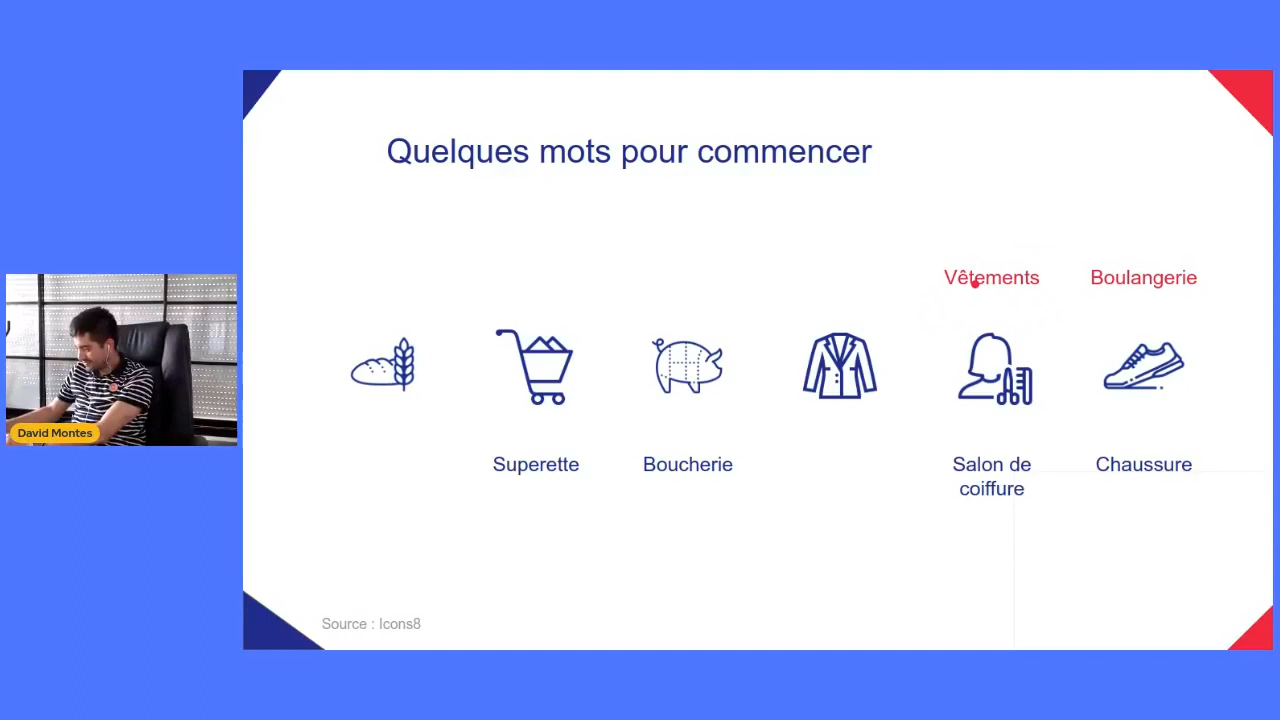 Quelques mots pour commencer
Vêtements
Boulangerie
Superette
Boucherie
Salon de
coiffure
Chaussure
David Montes
Source : Icons8